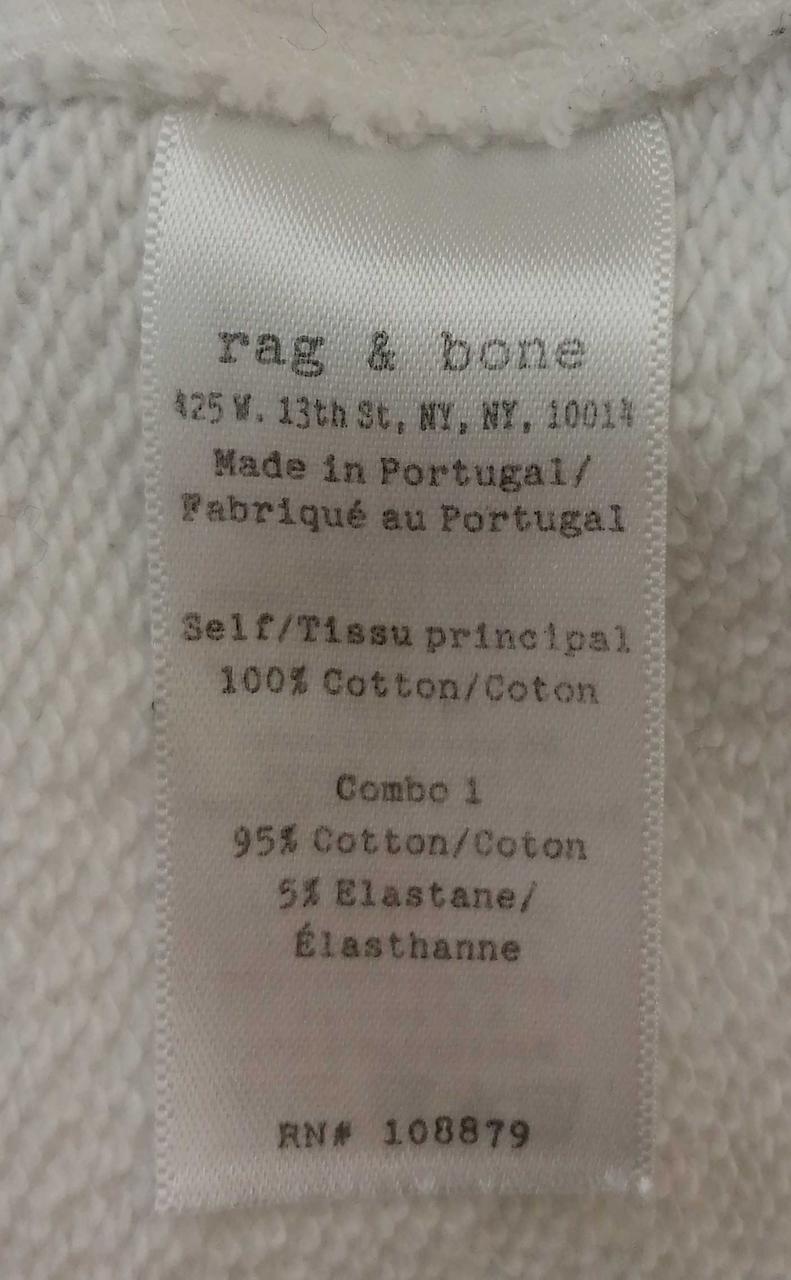 rag & bone
425 W. 13th St, NY, NY, 10014
Made in Portugal/
Fabriqué au Portugal
Self/Tissu principal
100% Cotton/Coton
Combo 1
95% Cotton/Coton
5% Elastane/
Élasthanne
RN# 108879